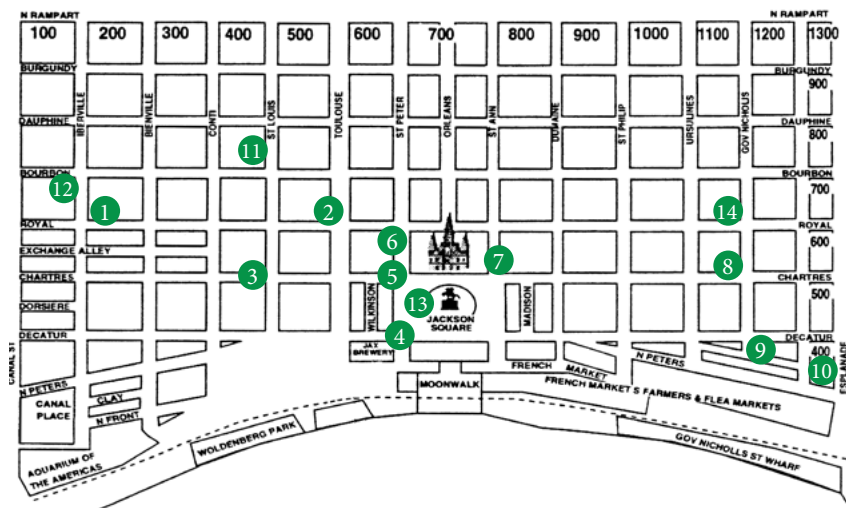 N RAMPART
N RAMPART
100
200
300
400
500
600
700
800
900
1000
1100
1200
1300
BURGUNDY
BURGUNDY
900
IBERVILLE
BIENVILLE
CONTI
ST LOUIS
TOULOUSE
ST PETER
ORLEANS
ST ANN
DUMAINE
ST PHILIP
URSULINES
GOV NICHOLIS
DAUPHINE
DAUPHINE
800
11
BOURBON
BOURBON
12
700
1
2
14
ROYAL
ROYAL
6
600
EXCHANGE ALLEY
7
8
3
5
CHARTRES
CHARTRES
500
13
WILKINSON
MADISON
DORSIERE
JACKSON
SQUARE
DECATUR
DECATUR
4
9
400
10
CANAL ST
ESPLANADE
JAX
BREWERY
FRENCH
MARKET
N PETERS
N PETERS
MOONWALK
FRENCH MARKET S FARMERS & FLEA MARKETS
CLAY
CANAL
PLACE
N FRONT
WOLDENBERG PARK
GOV NICHOLLS ST WHARF
AQUARIUM OF
THE AMERICAS